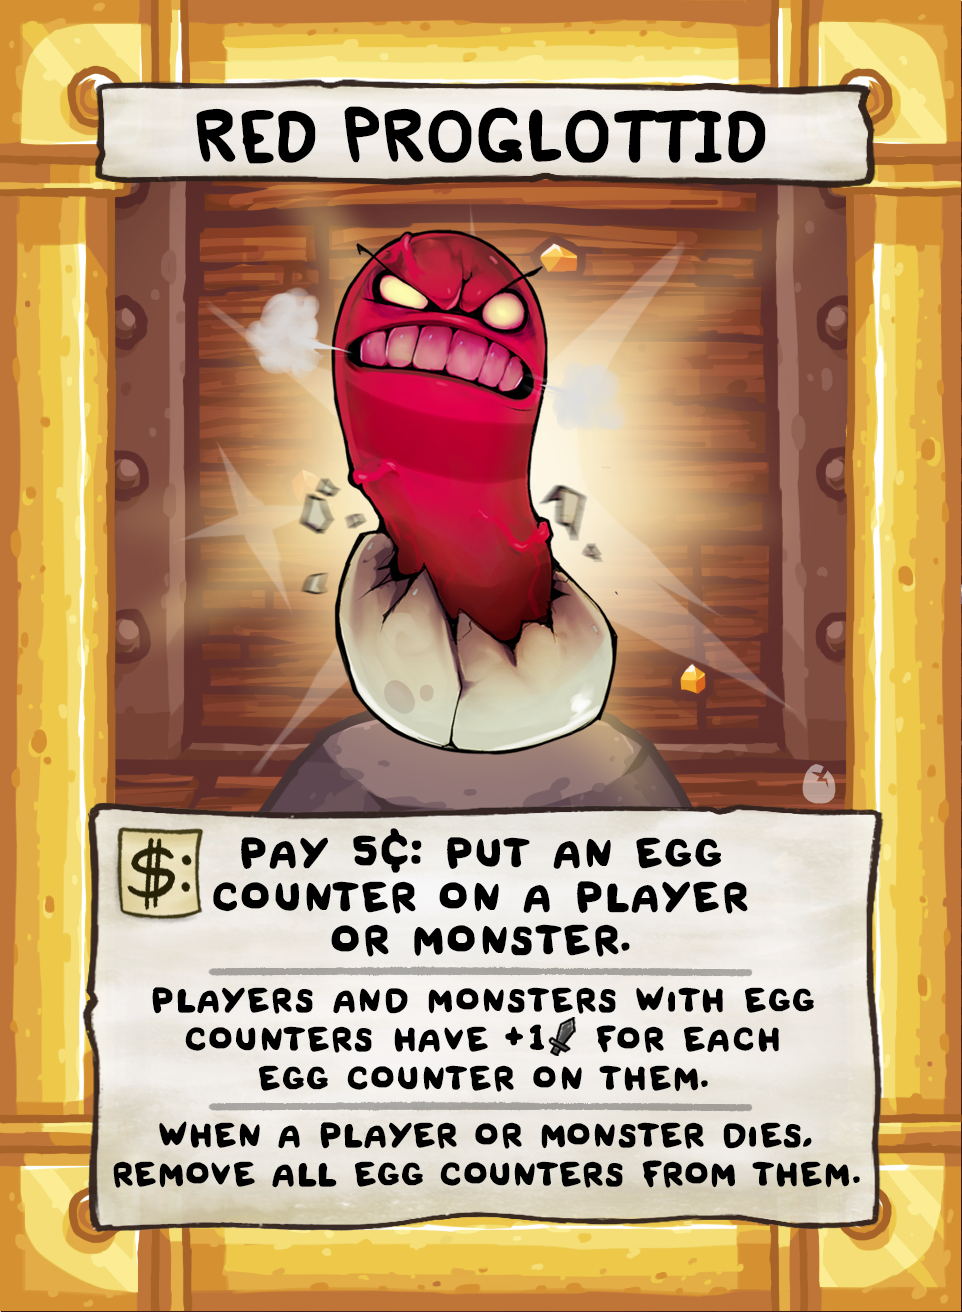 RED PROGLOTTID
$: PAY 5¢: PUT AN EGG
COUNTER ON A PLAYER
OR MONSTER.
PLAYERS AND MONSTERS WITH EGG
COUNTERS HAVE +1 FOR EACH
EGG COUNTER ON THEM.
WHEN A PLAYER OR MONSTER DIES,
REMOVE ALL EGG COUNTERS FROM THEM.